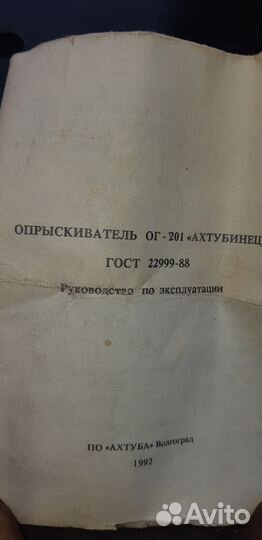 ОПРЫСКИВАТЕЛЬ ОГ-201 «АХТУБИНЕЦ
ГОСТ 22999-88
Руководство по эксплуатации
ПО «АХТУБА» Волгоград
1992
Avito